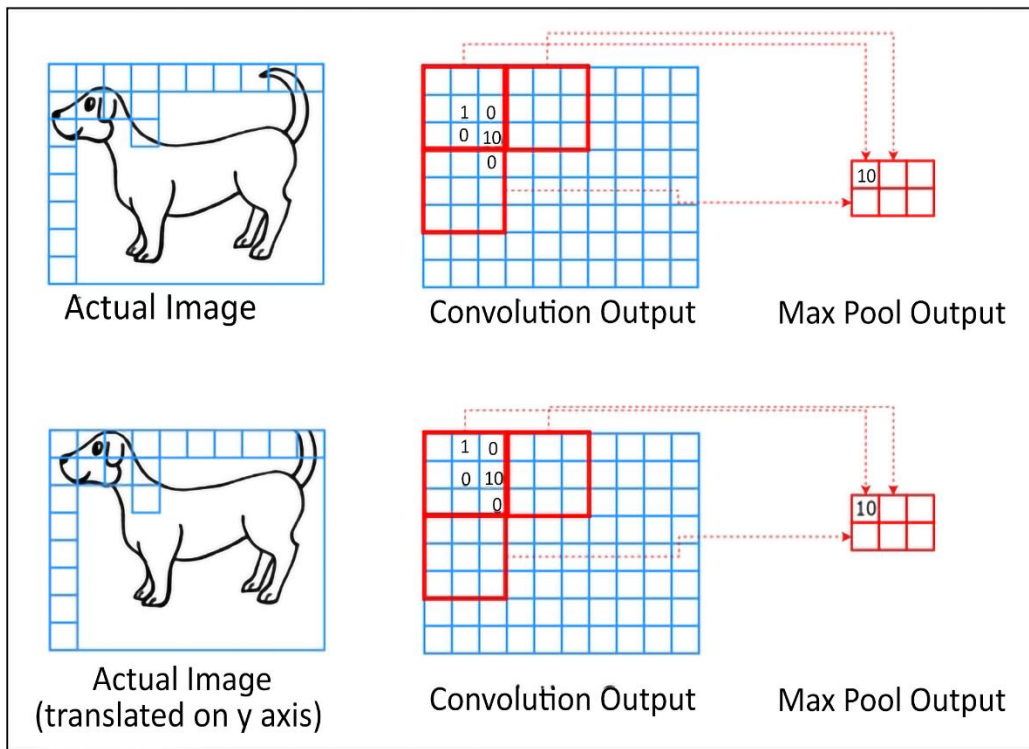 1 0
0 10
0
10
Actual Image
Convolution Output
Max Pool Output
1 0
0 10
0
10
Actual Image
(translated on y axis)
Convolution Output
Max Pool Output